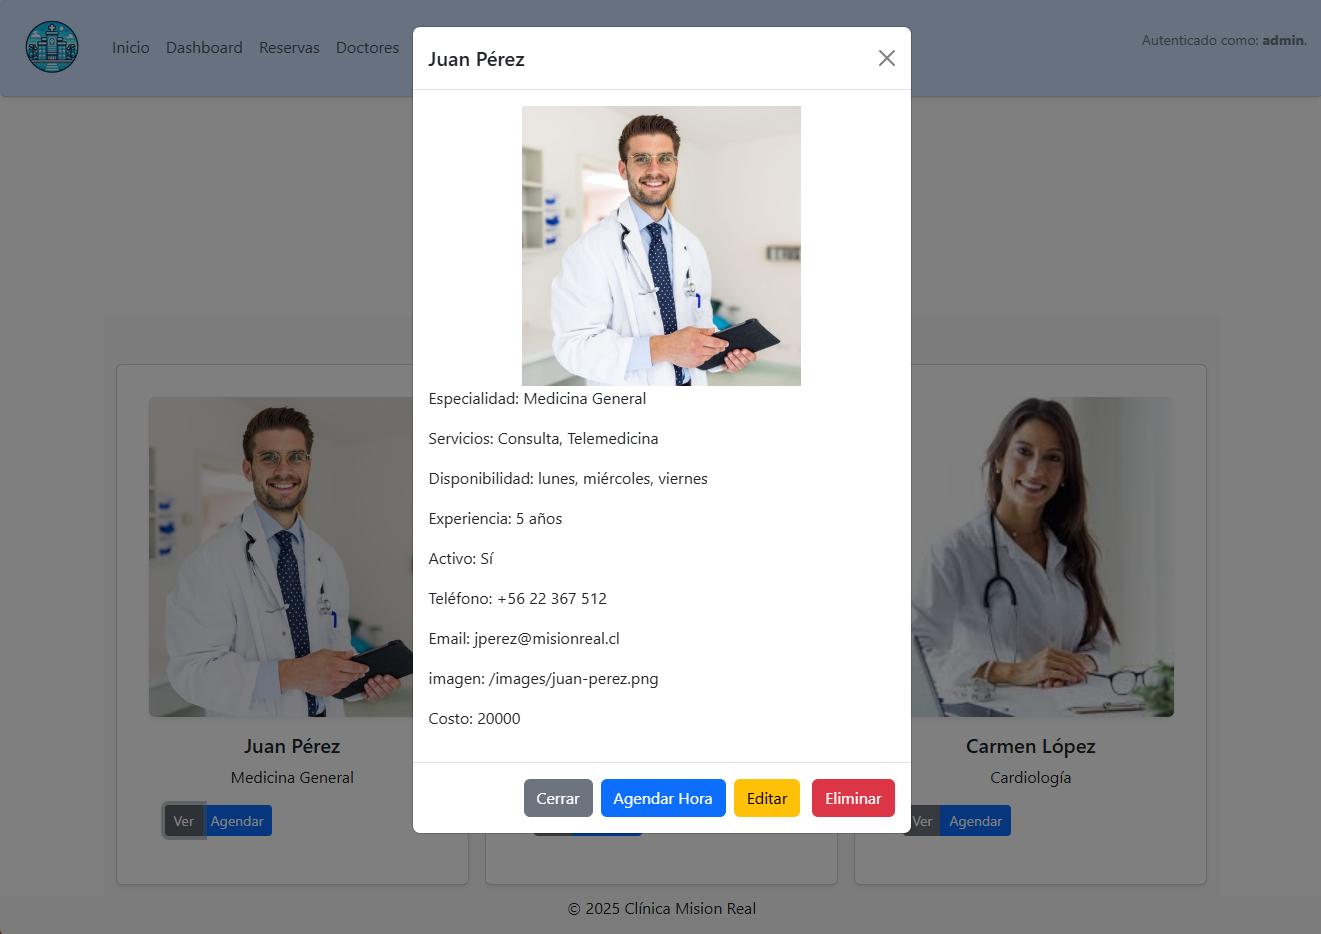 Inicio Dashboard Reservas Doctores
Autenticado como: admin.
Juan Pérez
Especialidad: Medicina General
Servicios: Consulta, Telemedicina
Disponibilidad: lunes, miércoles, viernes
Experiencia: 5 años
Activo: Sí
Teléfono: +56 22 367 512
Email: jperez@misionreal.cl
imagen: /images/juan-perez.png
Costo: 20000
Cerrar Agendar Hora Editar Eliminar
Juan Pérez
Medicina General
Ver Agendar
Carmen López
Cardiología
Ver Agendar
© 2025 Clínica Mision Real